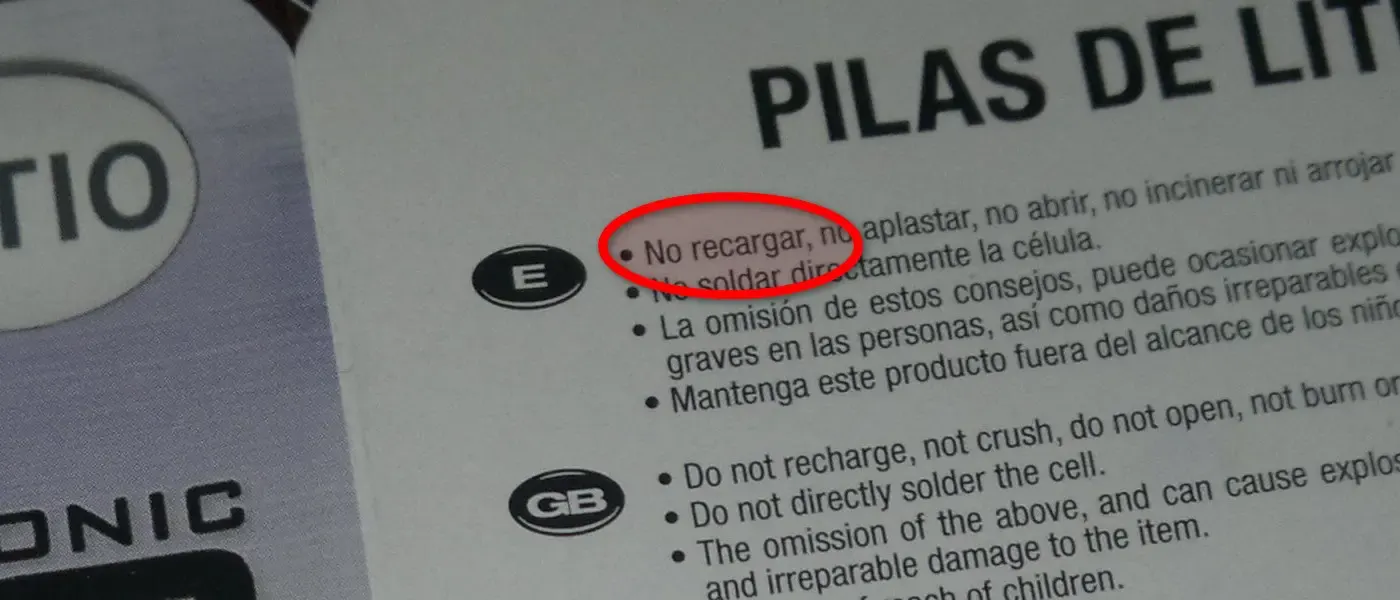 TIO
ONIC
PILAS DE LIT
E
• No recargar, no aplastar, no abrir, no incinerar ni arrojar
• No soldar directamente la célula.
• La omisión de estos consejos, puede ocasionar explo
graves en las personas, así como daños irreparables
• Mantenga este producto fuera del alcance de los niño
GB
• Do not recharge, not crush, do not open, not burn or
• Do not directly solder the cell.
• The omission of the above, and can cause explos
and irreparable damage to the item.
of children.